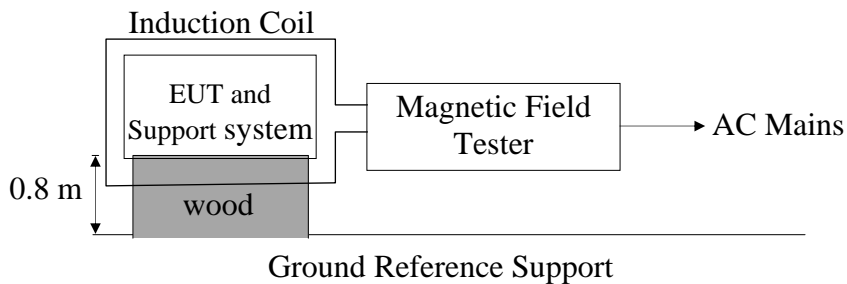 Induction Coil
EUT and
Support system
Magnetic Field
Tester
AC Mains
0.8 m
wood
Ground Reference Support